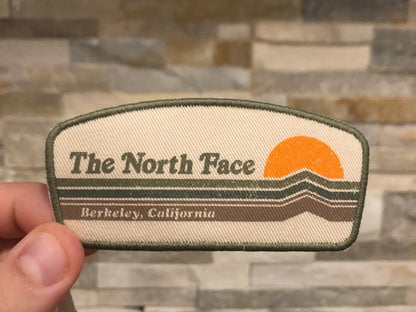 The North Face
Berkeley, California